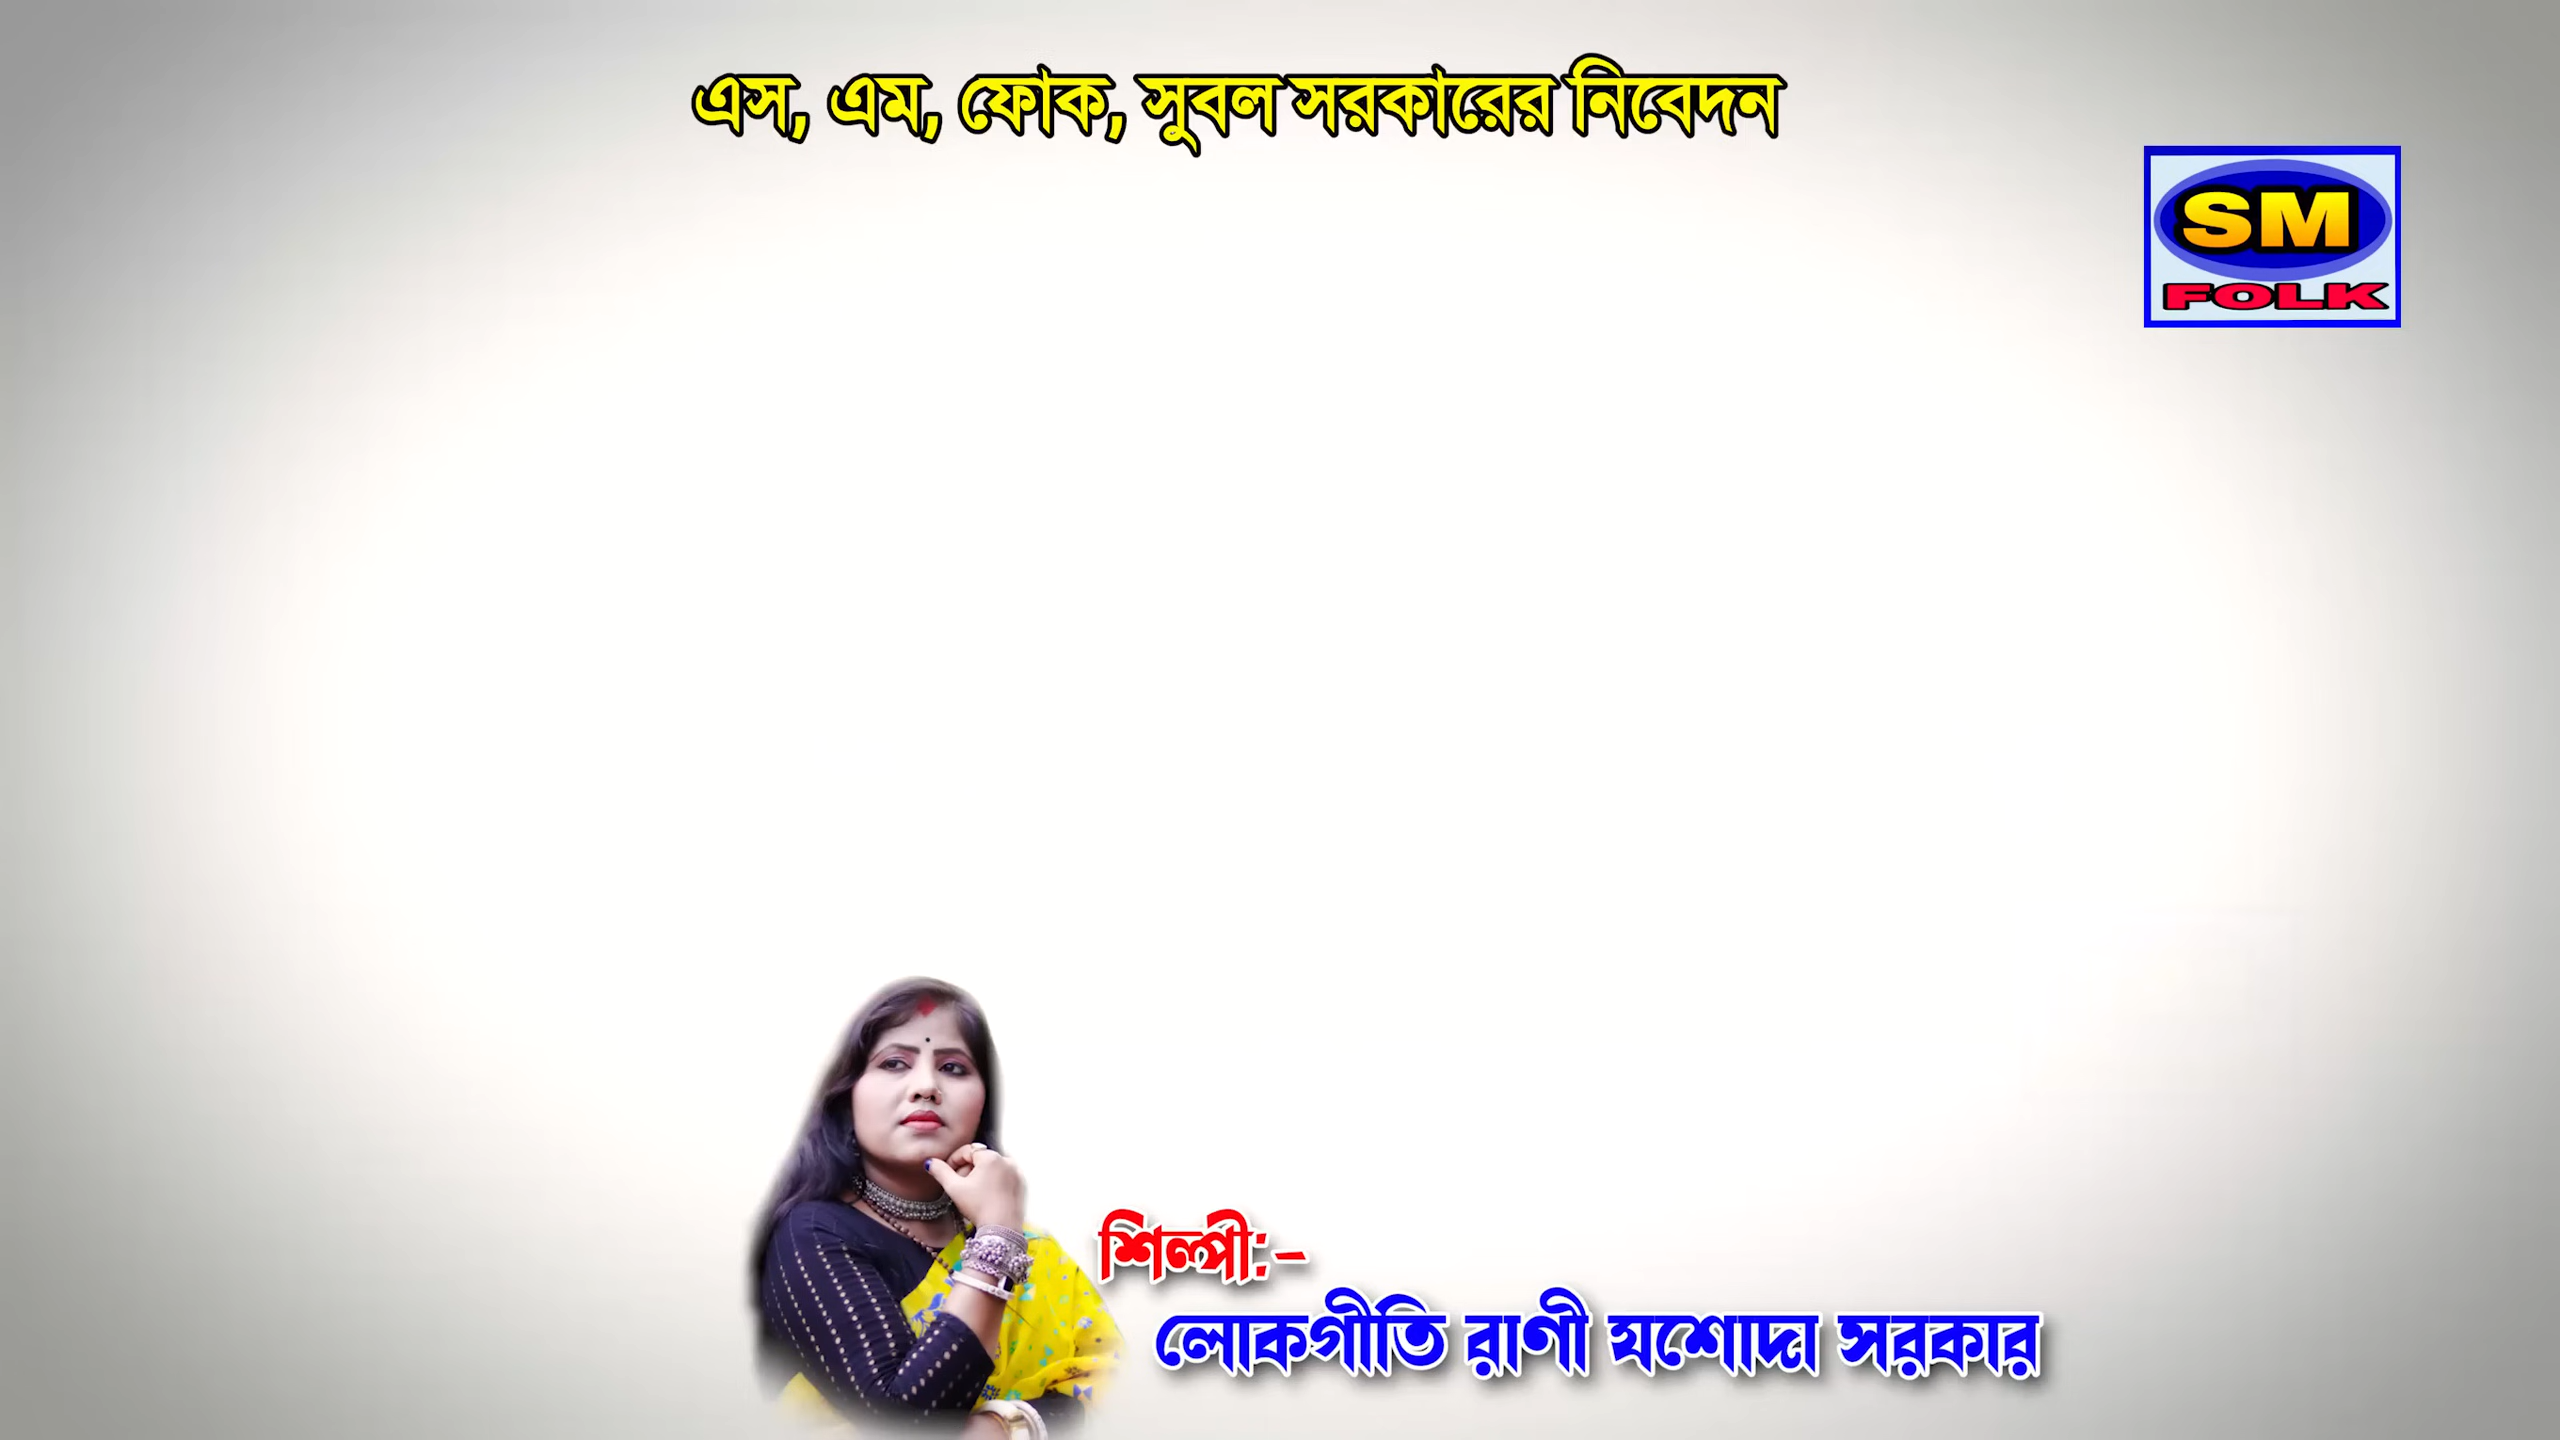 এস, এম, ফোক, সুবল সরকারের নিবেদন
SM
FOLK
শিল্পী:-
লোকগীতি রাণী যশোদা সরকার